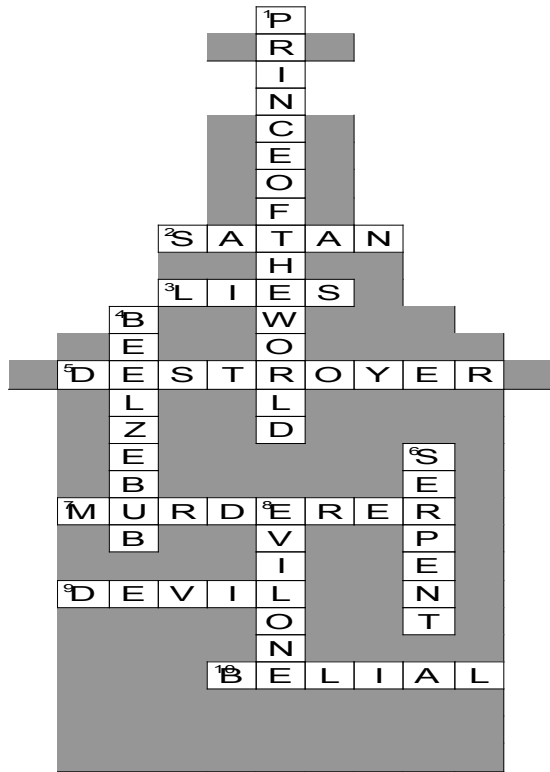 1 PRINCEOFTHEWORLD
2 SATAN
3 LIES
4 BEELZEBUB
5 DESTROYER
6 SERPENT
7 MURDERER
8 EVILONE
9 DEVIL
10 BELIAL